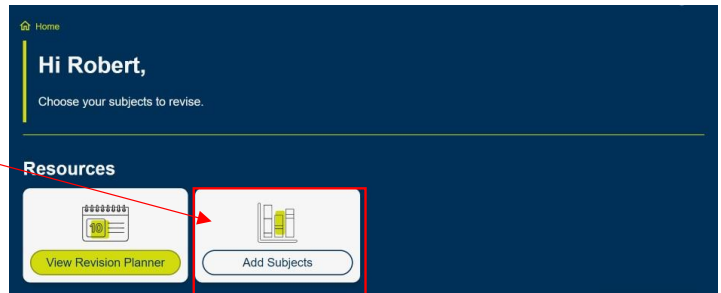 Home
Hi Robert,
Choose your subjects to revise.
Resources
10
View Revision Planner
Add Subjects